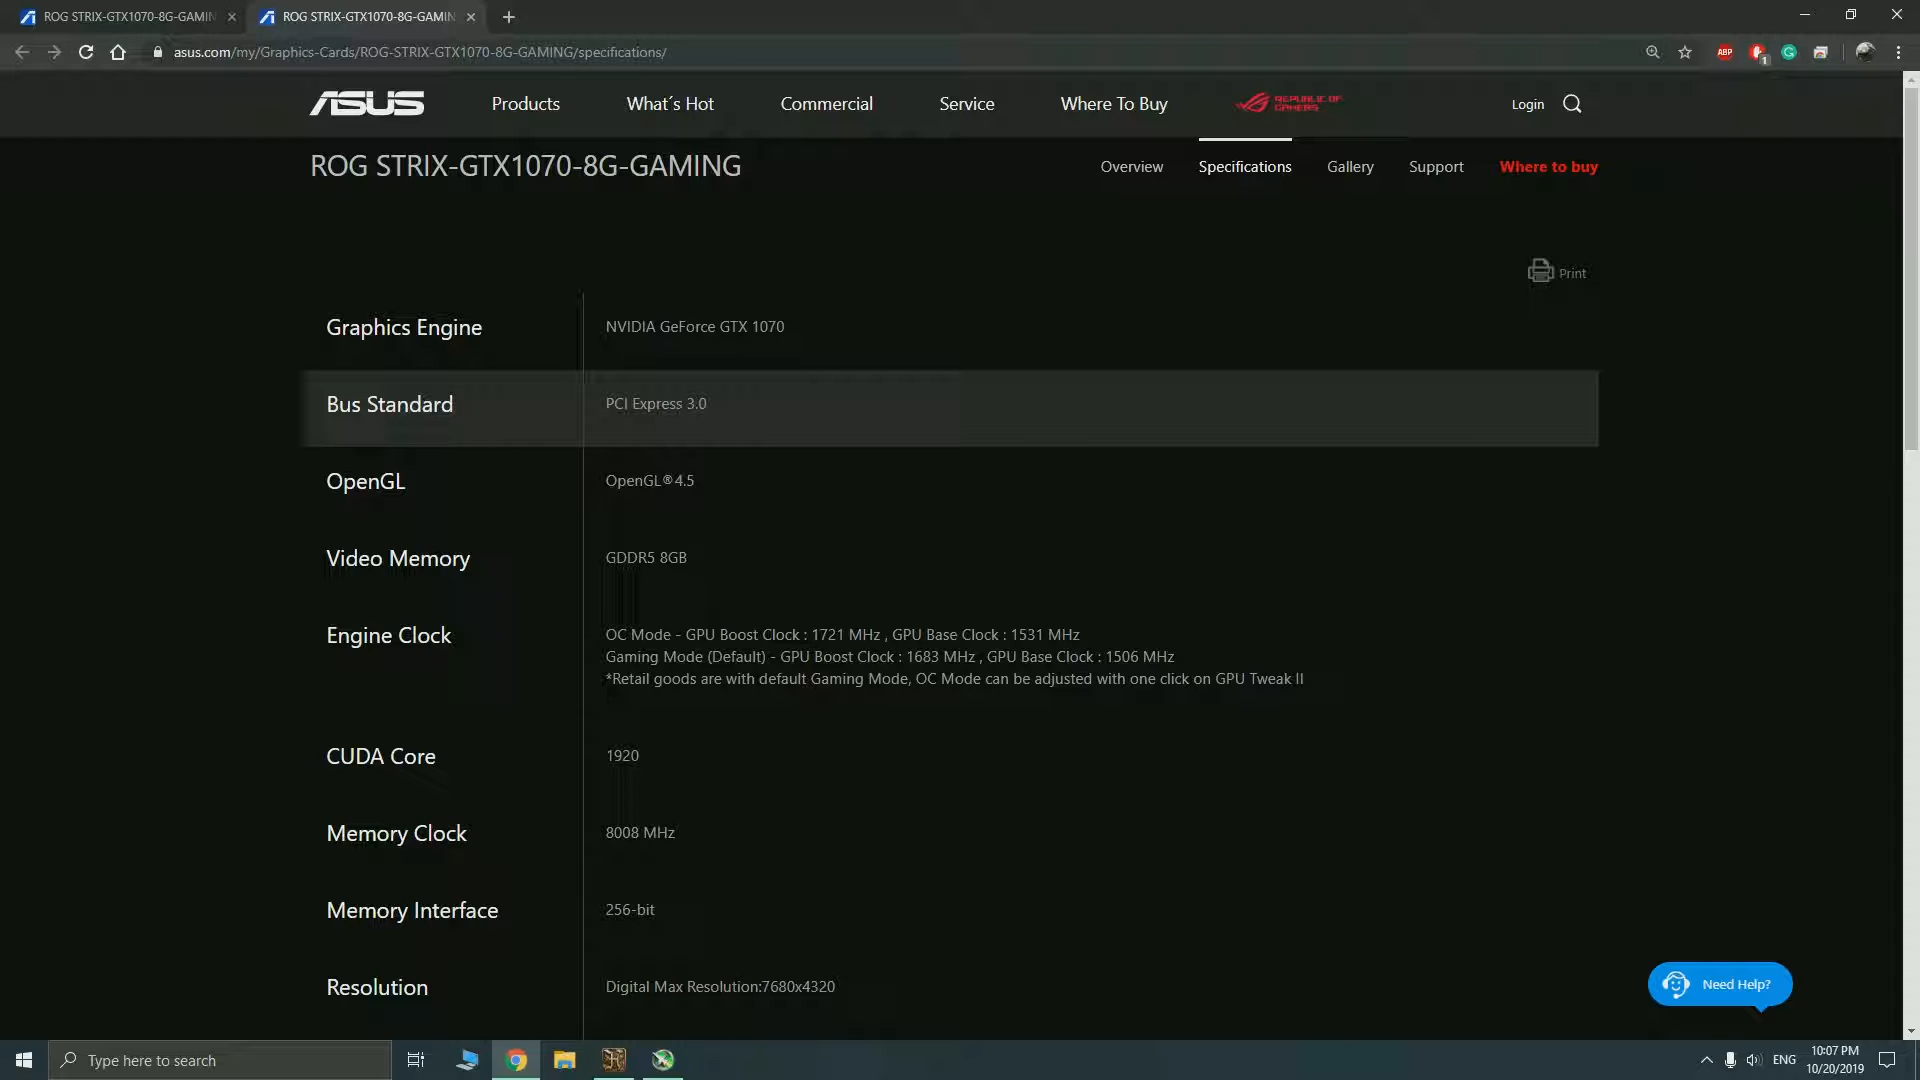 ROG STRIX-GTX1070-8G-GAMIN
ROG STRIX-GTX1070-8G-GAMIN
asus.com/my/Graphics-Cards/ROG-STRIX-GTX1070-8G-GAMING/specifications/
ABP
1
ASUS
Products
What´s Hot
Commercial
Service
Where To Buy
REPUBLIC OF
GAMERS
Login
ROG STRIX-GTX1070-8G-GAMING
Overview
Specifications
Gallery
Support
Where to buy
Print
Graphics Engine
NVIDIA GeForce GTX 1070
Bus Standard
PCI Express 3.0
OpenGL
OpenGL®4.5
Video Memory
GDDR5 8GB
Engine Clock
OC Mode - GPU Boost Clock : 1721 MHz , GPU Base Clock : 1531 MHz
Gaming Mode (Default) - GPU Boost Clock : 1683 MHz , GPU Base Clock : 1506 MHz
*Retail goods are with default Gaming Mode, OC Mode can be adjusted with one click on GPU Tweak II
CUDA Core
1920
Memory Clock
8008 MHz
Memory Interface
256-bit
Resolution
Digital Max Resolution:7680x4320
Need Help?
Type here to search
ENG
10:07 PM
10/20/2019